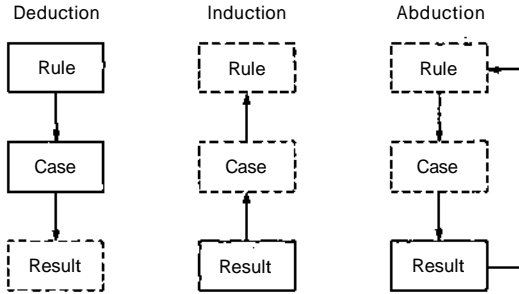 Deduction Induction Abduction
Rule Rule Rule
Case Case Case
Result Result Result